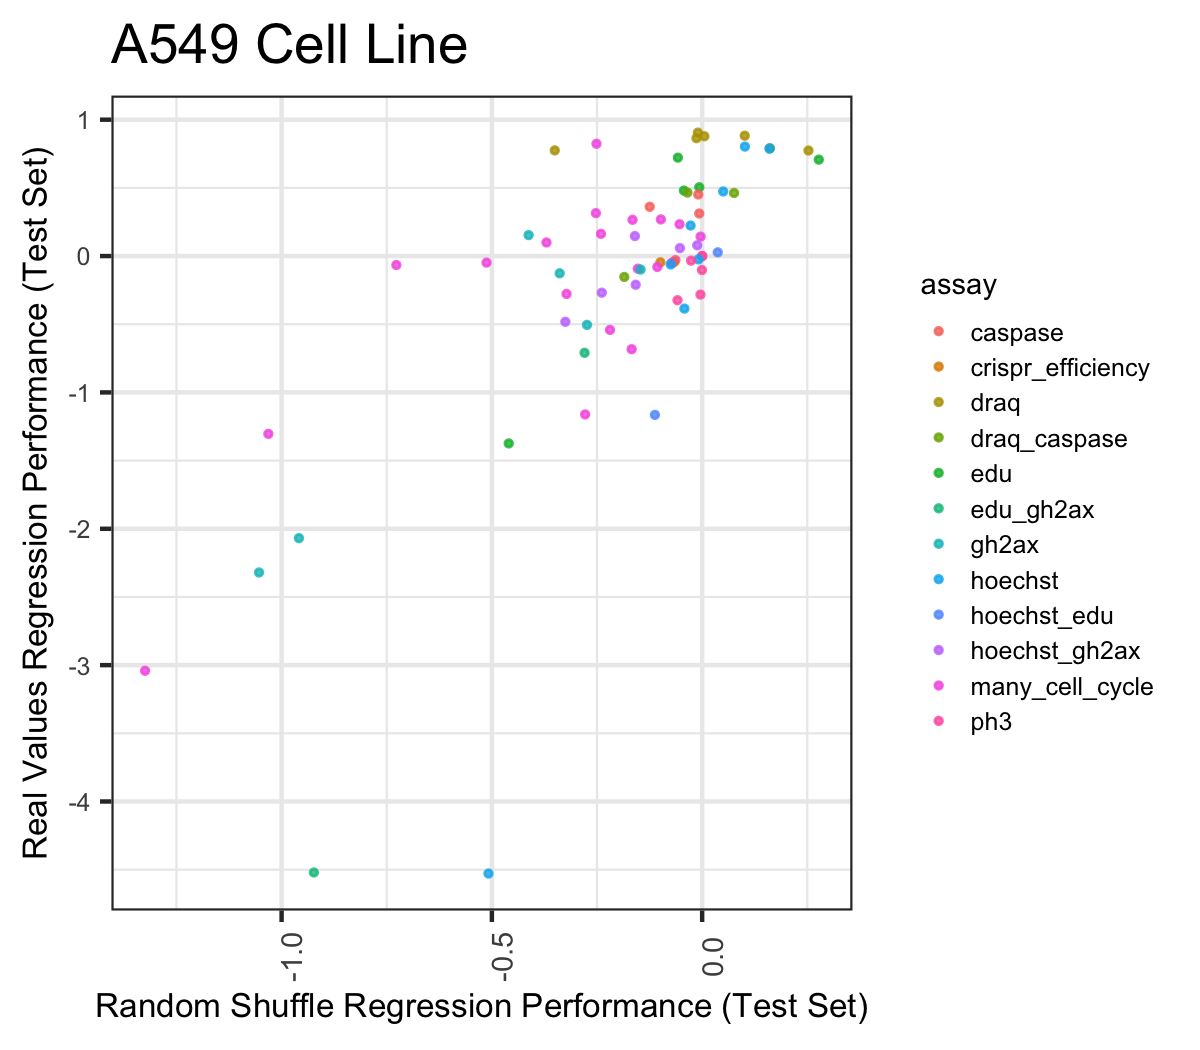 A549 Cell Line
Real Values Regression Performance (Test Set)
1
0
-1
-2
-3
-4
-1.0
-0.5
0.0
Random Shuffle Regression Performance (Test Set)
assay
caspase
crispr_efficiency
draq
draq_caspase
edu
edu_gh2ax
gh2ax
hoechst
hoechst_edu
hoechst_gh2ax
many_cell_cycle
ph3